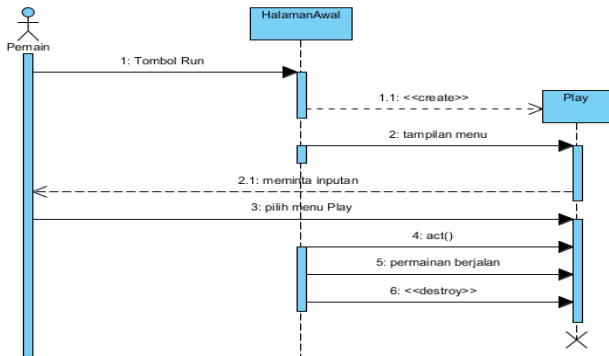 HalamanAwal
Pemain
1: Tombol Run
1.1: <<create>>
Play
2: tampilan menu
2.1: meminta inputan
3: pilih menu Play
4: act()
5: permainan berjalan
6: <<destroy>>